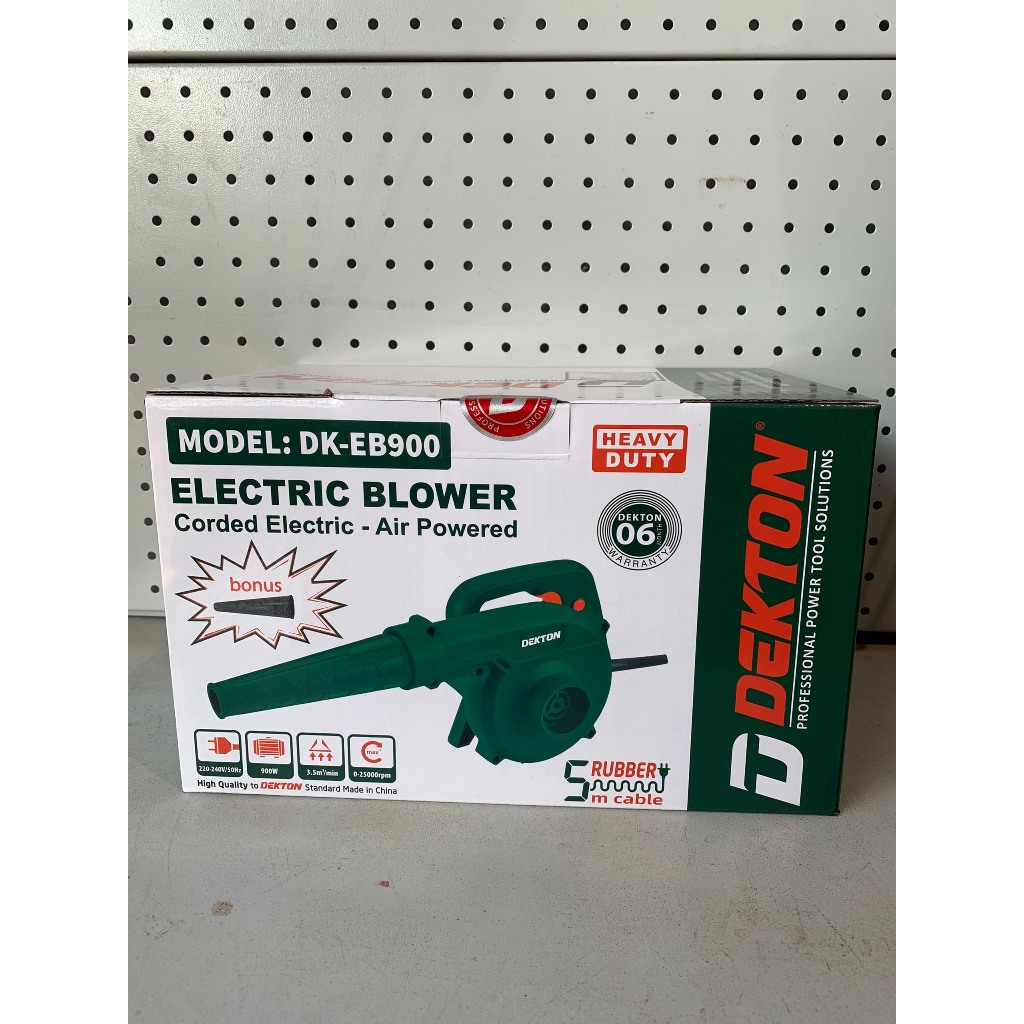 MODEL: DK-EB900
HEAVY
DUTY
ELECTRIC BLOWER
Corded Electric - Air Powered
DEKTON
06
MONTH
WARRANTY
bonus
DEKTON
220-240V/50Hz
900W
3.5m³/min
max
0-25000rpm
High Quality to DEKTON Standard Made in China
5 RUBBER
m cable
DEKTON®
PROFESSIONAL POWER TOOL SOLUTIONS